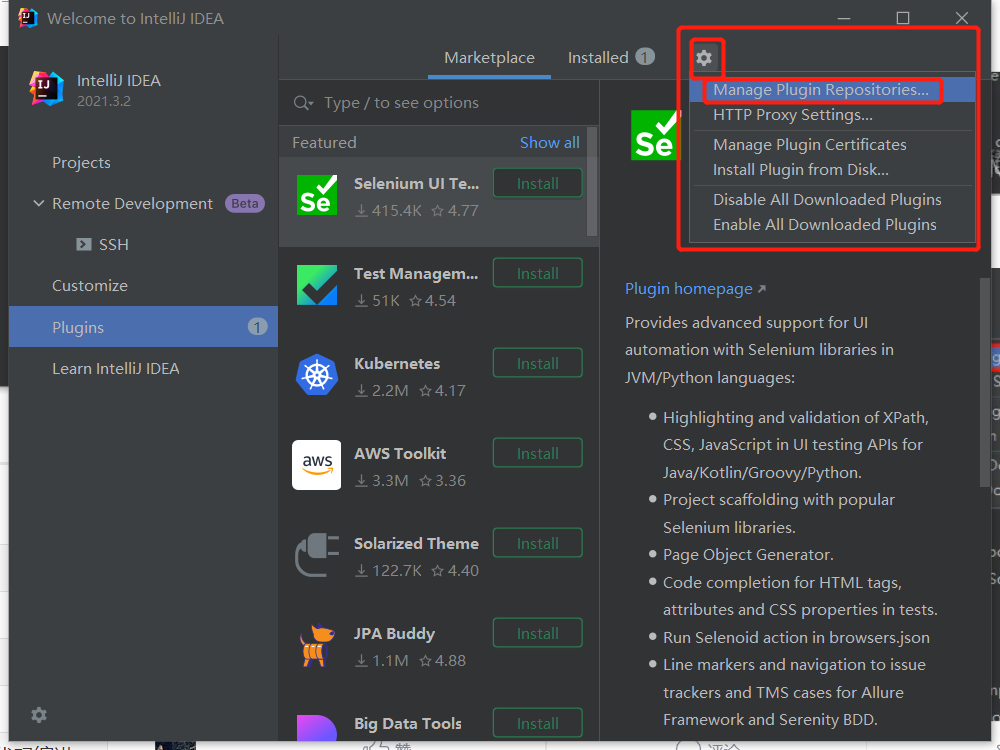 Welcome to IntelliJ IDEA
IntelliJ IDEA
2021.3.2
Projects
Remote Development Beta
SSH
Customize
Plugins 1
Learn IntelliJ IDEA
Marketplace Installed 1
Type / to see options
Featured Show all
Selenium UI Te... Install
415.4K 4.77
Test Managem... Install
51K 4.54
Kubernetes Install
2.2M 4.17
aws
AWS Toolkit Install
3.3M 3.36
Solarized Theme Install
122.7K 4.40
JPA Buddy Install
1.1M 4.88
Big Data Tools Install
Manage Plugin Repositories...
HTTP Proxy Settings...
Manage Plugin Certificates
Install Plugin from Disk...
Disable All Downloaded Plugins
Enable All Downloaded Plugins
Se
Plugin homepage
Provides advanced support for UI
automation with Selenium libraries in
JVM/Python languages:
Highlighting and validation of XPath,
CSS, JavaScript in UI testing APIs for
Java/Kotlin/Groovy/Python.
Project scaffolding with popular
Selenium libraries.
Page Object Generator.
Code completion for HTML tags,
attributes and CSS properties in tests.
Run Selenoid action in browsers.json
Line markers and navigation to issue
trackers and TMS cases for Allure
Framework and Serenity BDD.